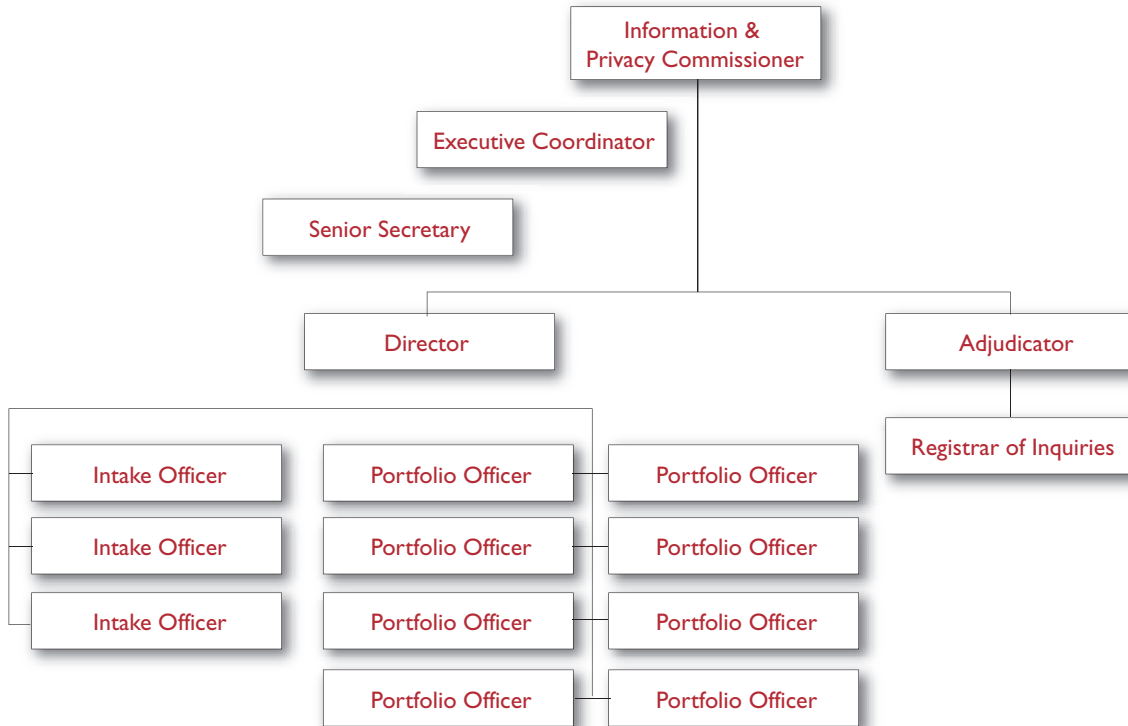 Information &
Privacy Commissioner
Executive Coordinator
Senior Secretary
Director
Adjudicator
Registrar of Inquiries
Intake Officer
Portfolio Officer
Portfolio Officer
Intake Officer
Portfolio Officer
Portfolio Officer
Intake Officer
Portfolio Officer
Portfolio Officer
Portfolio Officer
Portfolio Officer